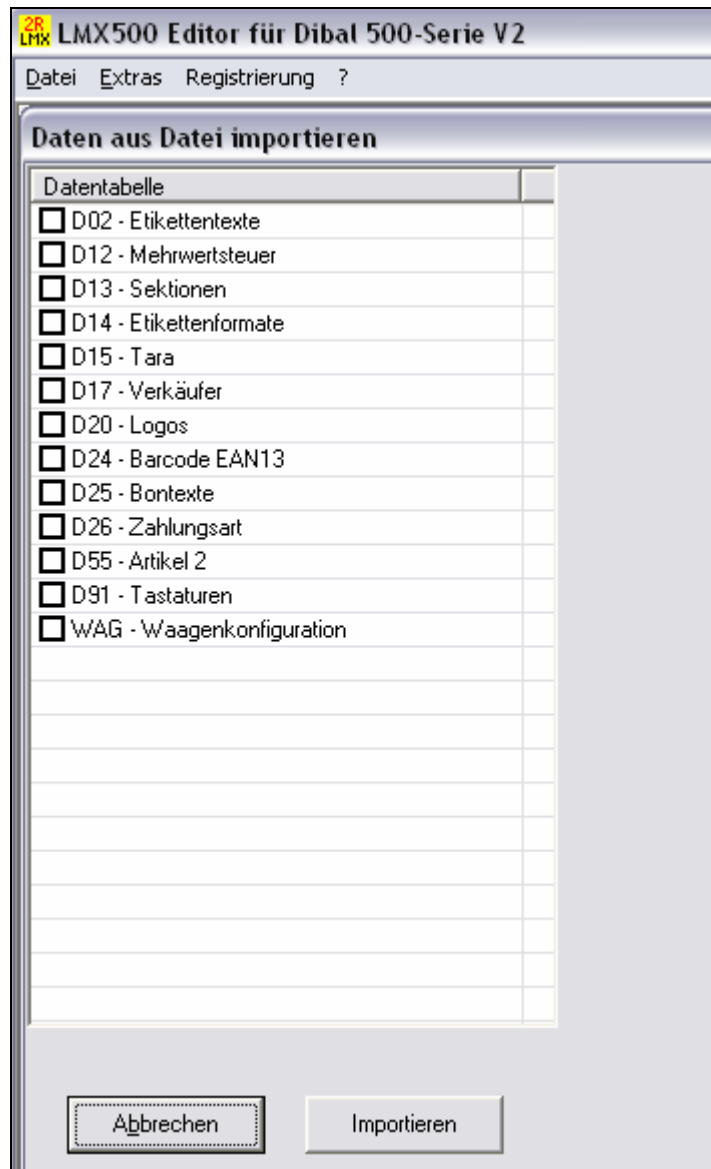 2R
LMX LMX500 Editor für Dibal 500-Serie V2
Datei Extras Registrierung ?
Daten aus Datei importieren
Datentabelle
D02 - Etikettentexte
D12 - Mehrwertsteuer
D13 - Sektionen
D14 - Etikettenformate
D15 - Tara
D17 - Verkäufer
D20 - Logos
D24 - Barcode EAN13
D25 - Bontexte
D26 - Zahlungsart
D55 - Artikel 2
D91 - Tastaturen
WAG - Waagenkonfiguration
Abbrechen Importieren